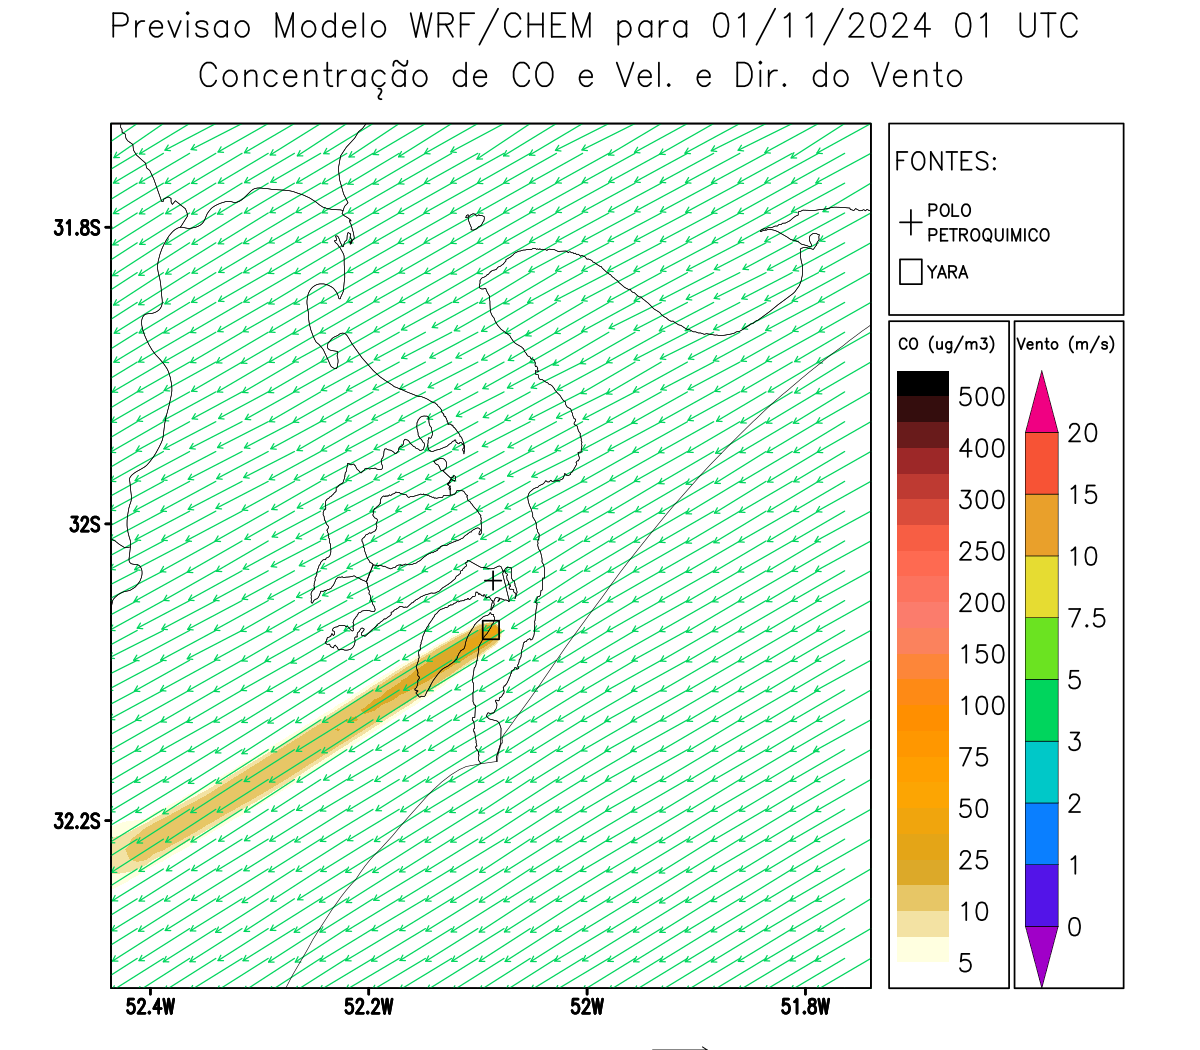 Previsao Modelo WRF/CHEM para 01/11/2024 01 UTC
Concentração de CO e Vel. e Dir. do Vento
FONTES:
POLO
PETROQUIMICO
YARA
31.8S
32S
32.2S
52.4W 52.2W 52W 51.8W
CO (ug/m3)
500
400
300
250
200
150
100
75
50
25
10
5
Vento (m/s)
20
15
10
7.5
5
3
2
1
0